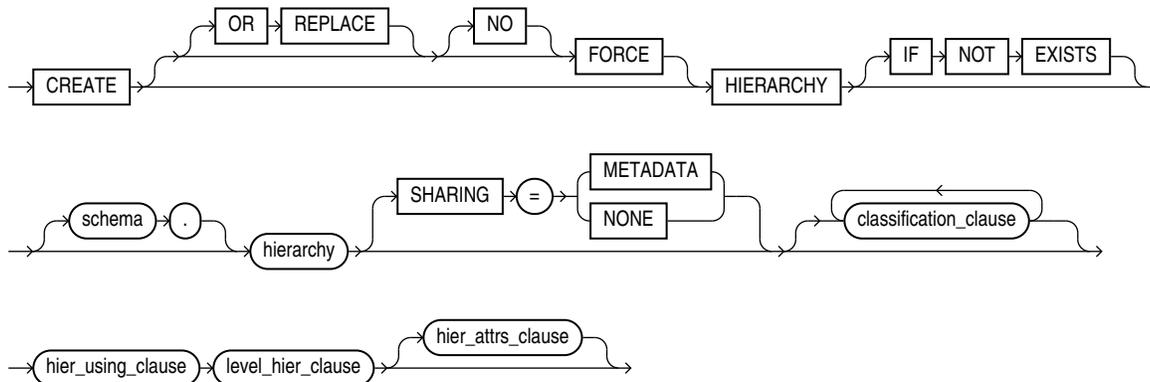 CREATE OR REPLACE NO FORCE HIERARCHY IF NOT EXISTS
schema . hierarchy SHARING = METADATA NONE classification_clause
hier_using_clause level_hier_clause hier_attrs_clause